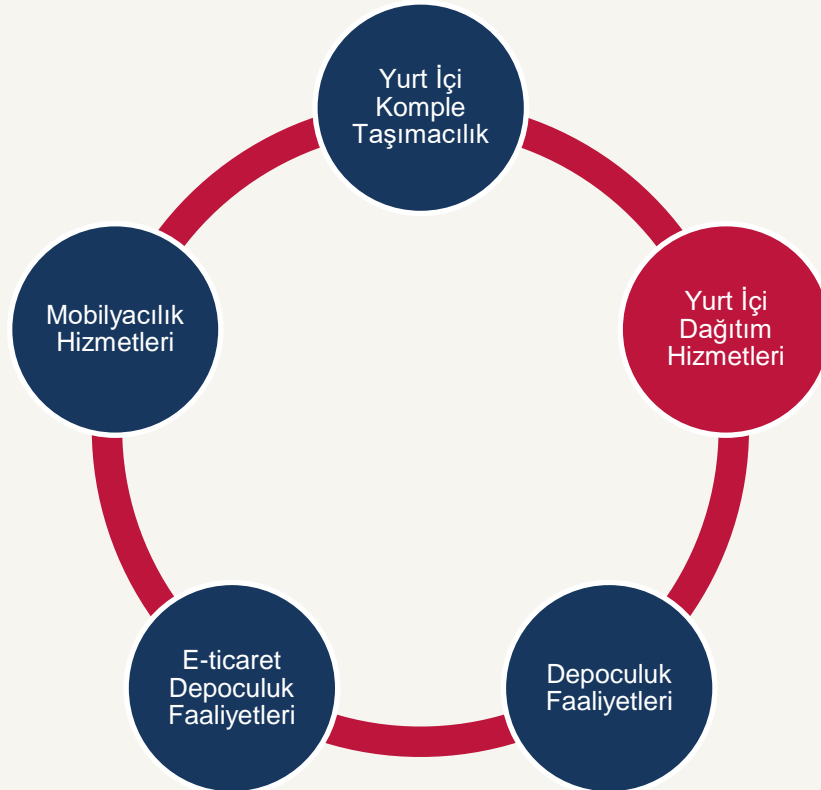 Yurt İçi
Komple
Taşımacılık
Yurt İçi
Dağıtım
Hizmetleri
Depoculuk
Faaliyetleri
E-ticaret
Depoculuk
Faaliyetleri
Mobilyacılık
Hizmetleri